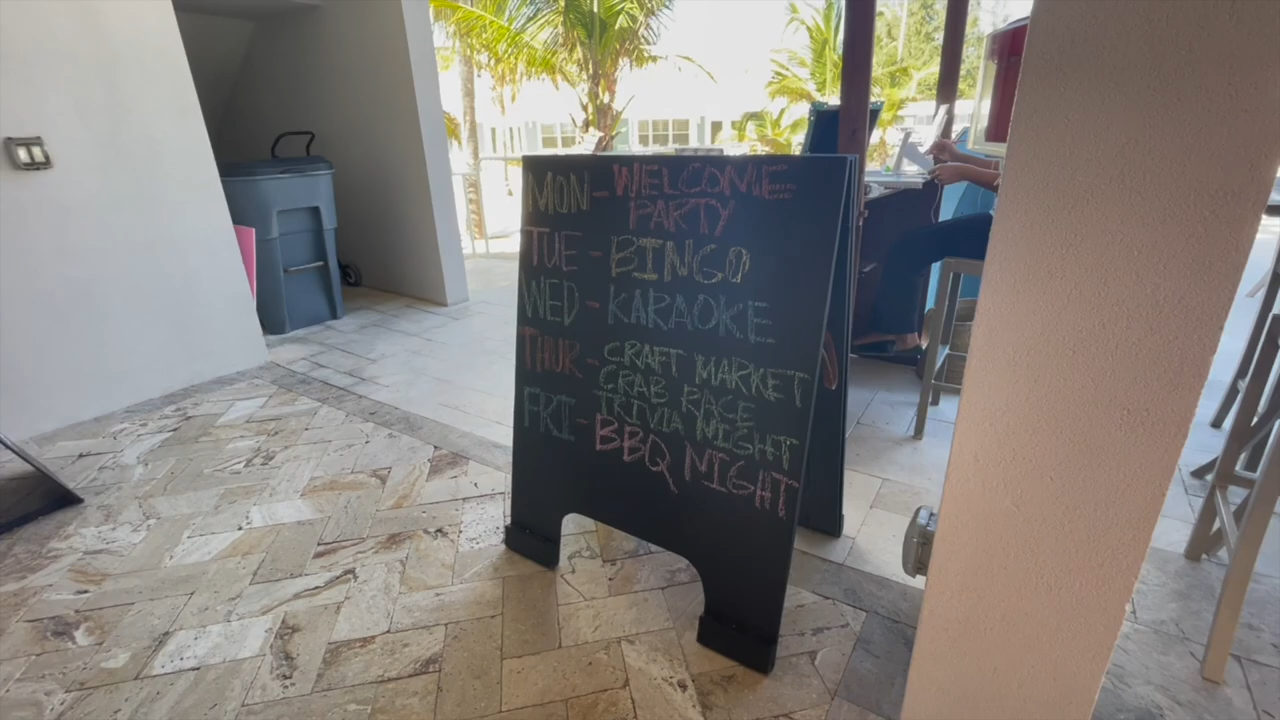 MON - WELCOME
PARTY
TUE - BINGO
WED - KARAOKE
THUR - CRAFT MARKET
CRAB RACE
TRIVIA NIGHT
FRI - BBQ NIGHT